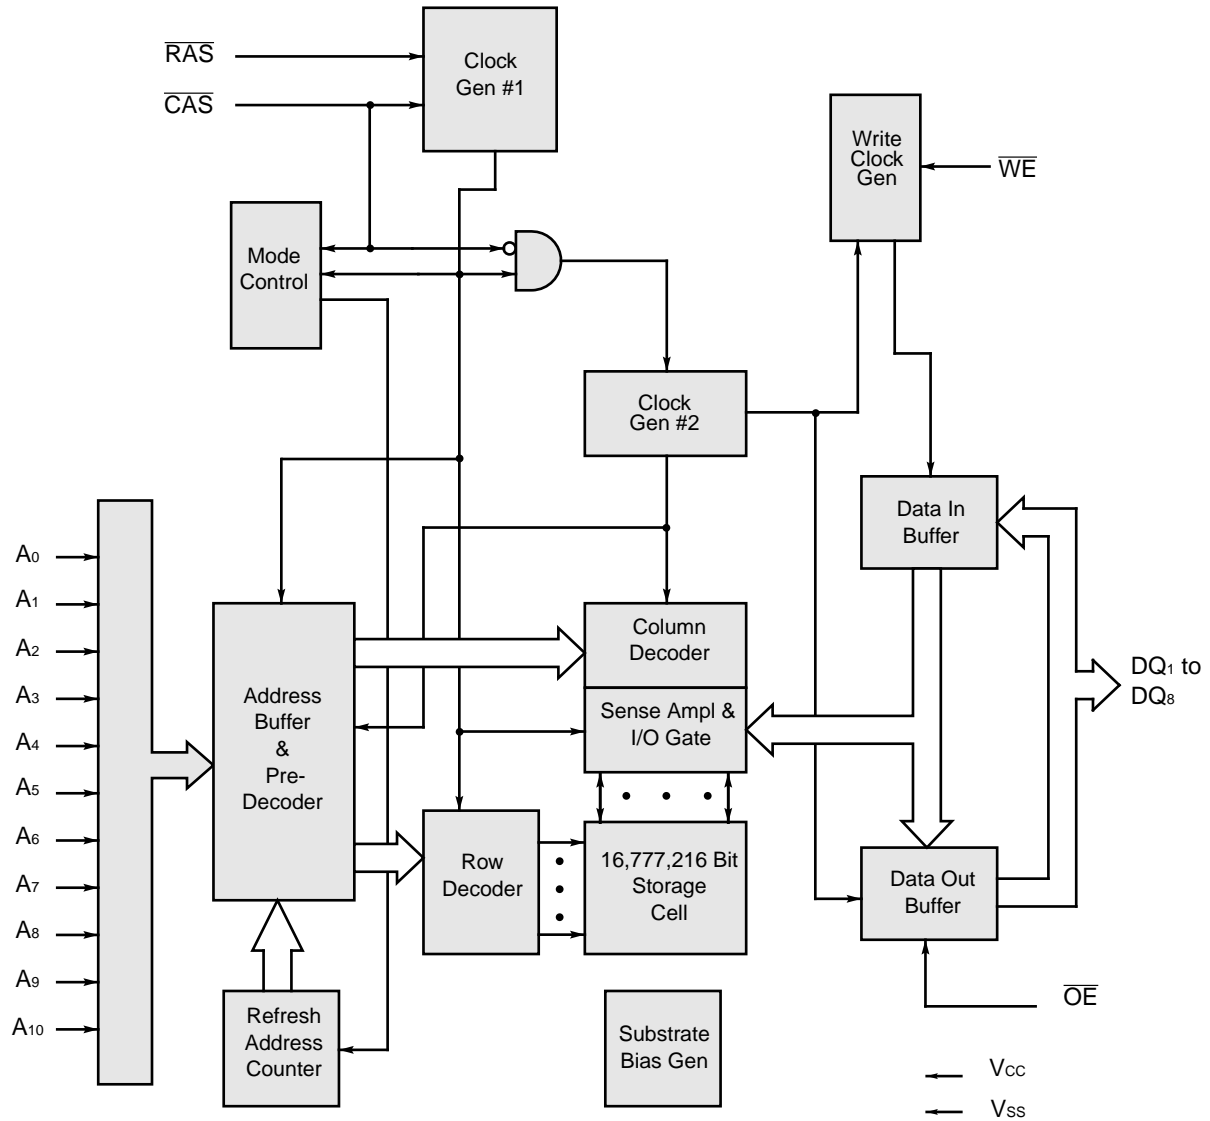 RAS
CAS
Clock
Gen #1
Write
Clock
Gen
WE
Mode
Control
Clock
Gen #2
Data In
Buffer
A0
A1
A2
A3
A4
A5
A6
A7
A8
A9
A10
Address
Buffer
&
Pre-
Decoder
Column
Decoder
Sense Ampl &
I/O Gate
DQ1 to
DQ8
Row
Decoder
16,777,216 Bit
Storage
Cell
Data Out
Buffer
Refresh
Address
Counter
Substrate
Bias Gen
OE
VCC
VSS